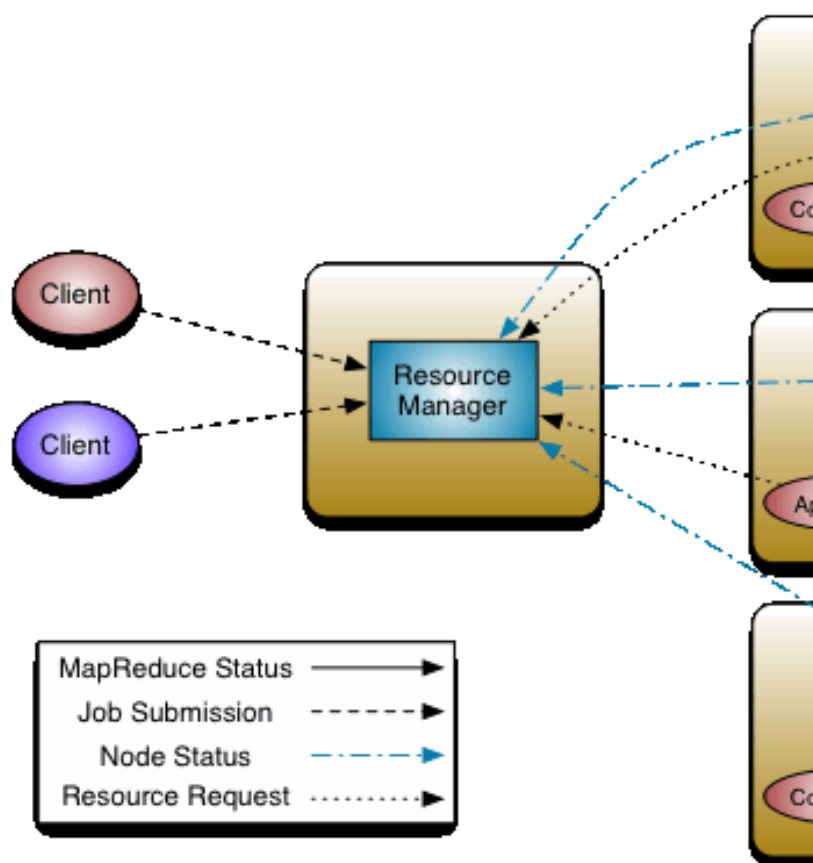 Client
Client
Resource
Manager
MapReduce Status
Job Submission
Node Status
Resource Request